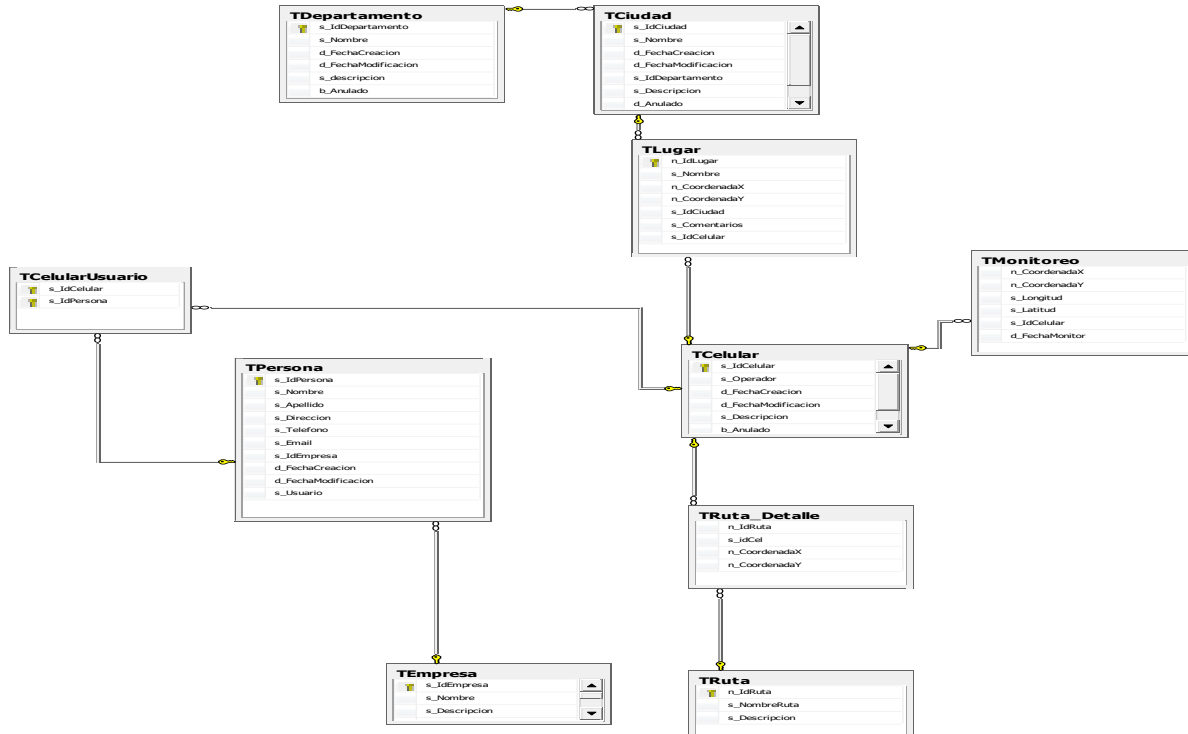 TDepartamento
s_IdDepartamento
s_Nombre
d_FechaCreacion
d_FechaModificacion
s_descripcion
b_Anulado
TCiudad
s_IdCiudad
s_Nombre
d_FechaCreacion
d_FechaModificacion
s_IdDepartamento
s_Descripcion
d_Anulado
TLugar
n_IdLugar
s_Nombre
n_CoordenadaX
n_CoordenadaY
s_IdCiudad
s_Comentarios
s_IdCelular
TCelularUsuario
s_IdCelular
s_IdPersona
TMonitoreo
n_CoordenadaX
n_CoordenadaY
s_Longitud
s_Latitud
s_IdCelular
d_FechaMonitor
TPersona
s_IdPersona
s_Nombre
s_Apellido
s_Direccion
s_Telefono
s_Email
s_IdEmpresa
d_FechaCreacion
d_FechaModificacion
s_Usuario
TCelular
s_IdCelular
s_Operador
d_FechaCreacion
d_FechaModificacion
s_Descripcion
b_Anulado
TRuta_Detalle
n_IdRuta
s_idCel
n_CoordenadaX
n_CoordenadaY
TEmpresa
s_IdEmpresa
s_Nombre
s_Descripcion
TRuta
n_IdRuta
s_NombreRuta
s_Descripcion